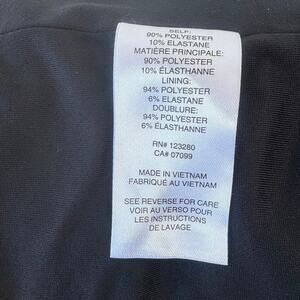 SELF:
90% POLYESTER
10% ELASTANE
MATIÈRE PRINCIPALE:
90% POLYESTER
10% ÉLASTHANNE
LINING:
94% POLYESTER
6% ELASTANE
DOUBLURE:
94% POLYESTER
6% ÉLASTHANNE
RN# 123280
CA# 07099
MADE IN VIETNAM
FABRIQUÉ AU VIETNAM
SEE REVERSE FOR CARE
VOIR AU VERSO POUR
LES INSTRUCTIONS
DE LAVAGE